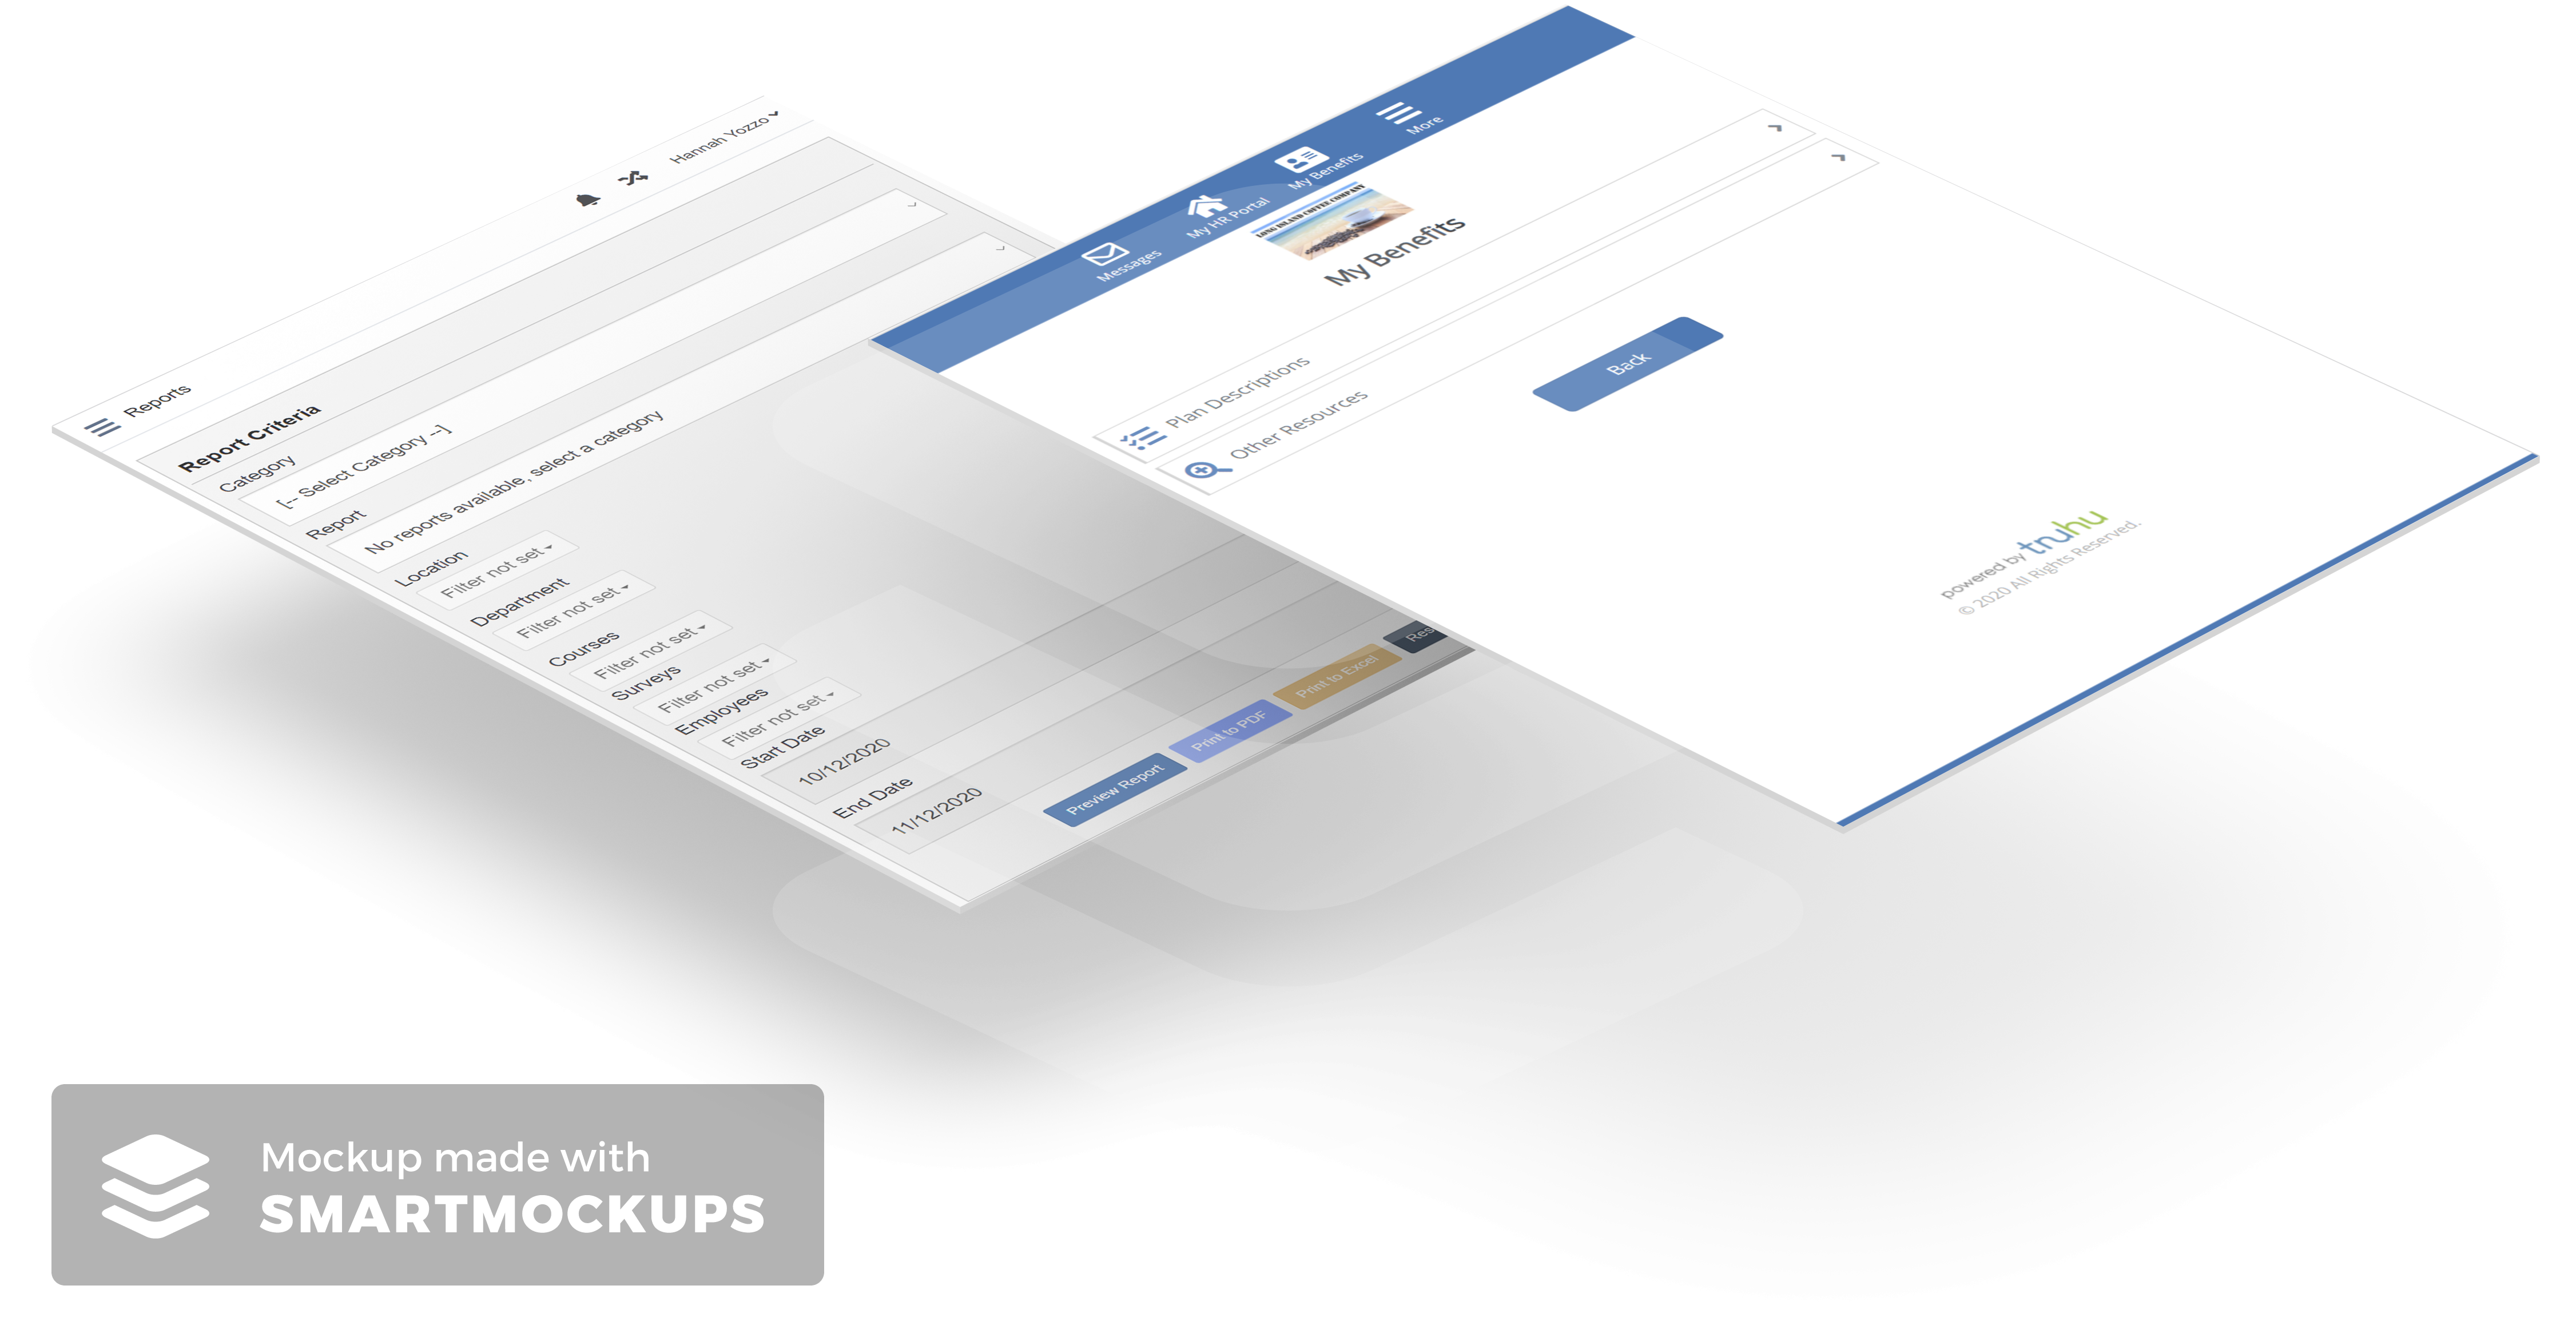 Reports
Hannah Yozzo
Report Criteria
Category
[-- Select Category --]
Report
No reports available, select a category
Location
Filter not set
Department
Filter not set
Courses
Filter not set
Surveys
Filter not set
Employees
Filter not set
Start Date
10/12/2020
End Date
11/12/2020
Preview Report
Print to PDF
Print to Excel
Res
Messages
My HR Portal
My Benefits
More
LONG ISLAND COFFEE COMPANY
My Benefits
Plan Descriptions
Other Resources
Back
powered by truhu
© 2020 All Rights Reserved.
Mockup made with
SMARTMOCKUPS